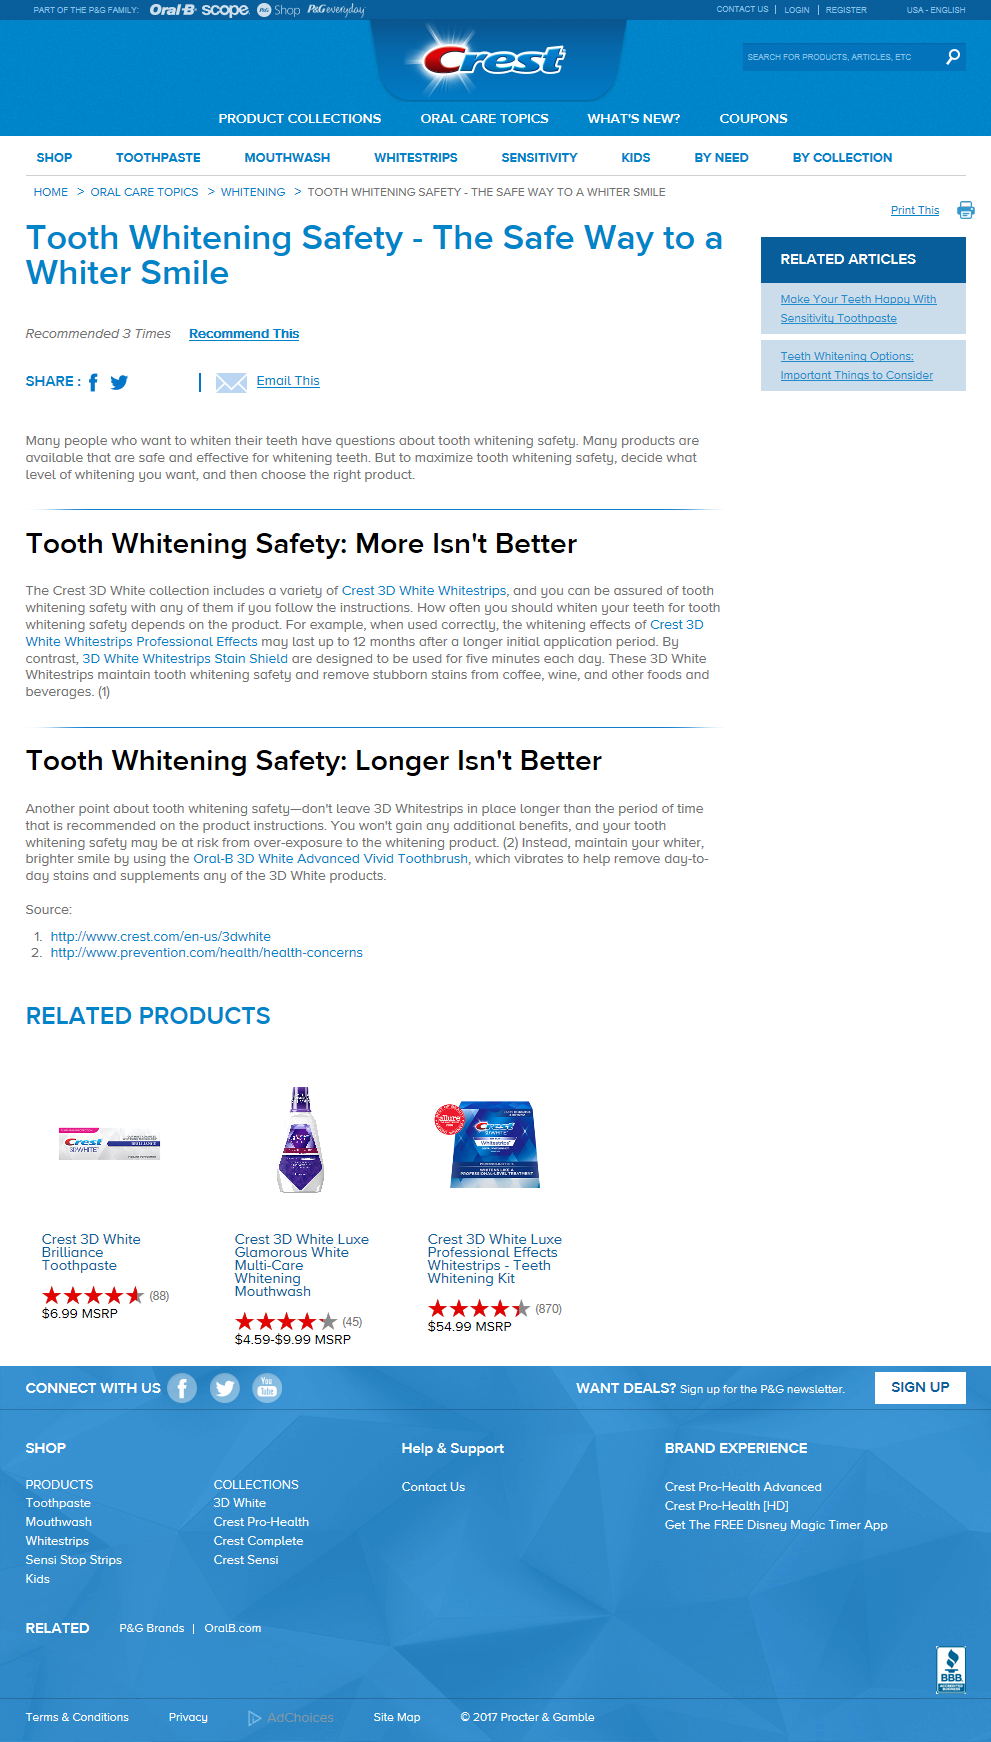 PART OF THE P&G FAMILY: Oral-B scope. P&G Shop P&G everyday
CONTACT US | LOGIN | REGISTER USA - ENGLISH
Crest
SEARCH FOR PRODUCTS, ARTICLES, ETC
PRODUCT COLLECTIONS ORAL CARE TOPICS WHAT'S NEW? COUPONS
SHOP TOOTHPASTE MOUTHWASH WHITESTRIPS SENSITIVITY KIDS BY NEED BY COLLECTION
HOME > ORAL CARE TOPICS > WHITENING > TOOTH WHITENING SAFETY - THE SAFE WAY TO A WHITER SMILE
Print This
Tooth Whitening Safety - The Safe Way to a
Whiter Smile
RELATED ARTICLES
Make Your Teeth Happy With
Sensitivity Toothpaste
Teeth Whitening Options:
Important Things to Consider
Recommended 3 Times Recommend This
SHARE : | Email This
Many people who want to whiten their teeth have questions about tooth whitening safety. Many products are
available that are safe and effective for whitening teeth. But to maximize tooth whitening safety, decide what
level of whitening you want, and then choose the right product.
Tooth Whitening Safety: More Isn't Better
The Crest 3D White collection includes a variety of Crest 3D White Whitestrips, and you can be assured of tooth
whitening safety with any of them if you follow the instructions. How often you should whiten your teeth for tooth
whitening safety depends on the product. For example, when used correctly, the whitening effects of Crest 3D
White Whitestrips Professional Effects may last up to 12 months after a longer initial application period. By
contrast, 3D White Whitestrips Stain Shield are designed to be used for five minutes each day. These 3D White
Whitestrips maintain tooth whitening safety and remove stubborn stains from coffee, wine, and other foods and
beverages. (1)
Tooth Whitening Safety: Longer Isn't Better
Another point about tooth whitening safety—don't leave 3D Whitestrips in place longer than the period of time
that is recommended on the product instructions. You won't gain any additional benefits, and your tooth
whitening safety may be at risk from over-exposure to the whitening product. (2) Instead, maintain your whiter,
brighter smile by using the Oral-B 3D White Advanced Vivid Toothbrush, which vibrates to help remove day-to-
day stains and supplements any of the 3D White products.
Source:
1. http://www.crest.com/en-us/3dwhite
2. http://www.prevention.com/health/health-concerns
RELATED PRODUCTS
Crest
3DWHITE
BRILLIANCE
allure
Crest
3DWHITE
Whitestrips
WHITENS LIKE A
PROFESSIONAL-LEVEL TREATMENT
Crest 3D White
Brilliance
Toothpaste
(88)
$6.99 MSRP
Crest 3D White Luxe
Glamorous White
Multi-Care
Whitening
Mouthwash
(45)
$4.59-$9.99 MSRP
Crest 3D White Luxe
Professional Effects
Whitestrips - Teeth
Whitening Kit
(870)
$54.99 MSRP
CONNECT WITH US You Tube WANT DEALS? Sign up for the P&G newsletter. SIGN UP
SHOP
PRODUCTS
Toothpaste
Mouthwash
Whitestrips
Sensi Stop Strips
Kids
COLLECTIONS
3D White
Crest Pro-Health
Crest Complete
Crest Sensi
Help & Support
Contact Us
BRAND EXPERIENCE
Crest Pro-Health Advanced
Crest Pro-Health [HD]
Get The FREE Disney Magic Timer App
RELATED P&G Brands | OralB.com
BBB
ACCREDITED
BUSINESS
Terms & Conditions Privacy AdChoices Site Map © 2017 Procter & Gamble